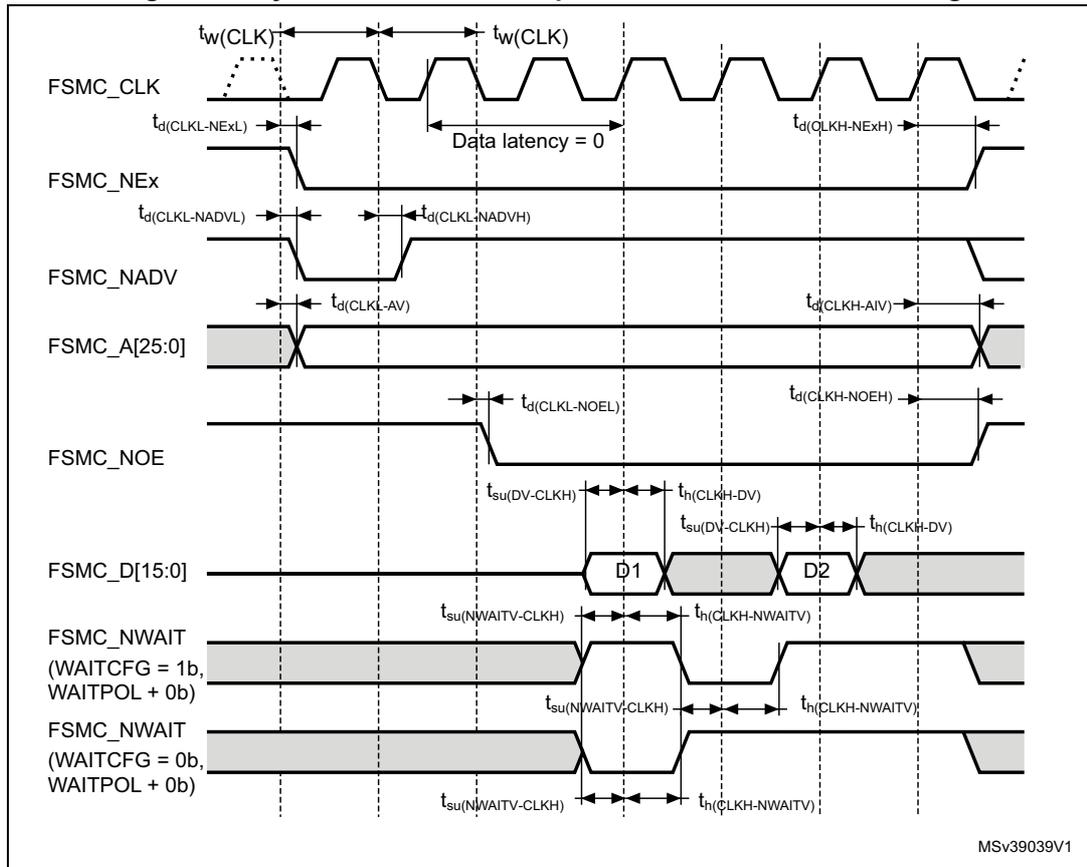 tw(CLK) tw(CLK)
FSMC_CLK
td(CLKL-NExL) Data latency = 0 td(CLKH-NExH)
FSMC_NEx
td(CLKL-NADVL) td(CLKL-NADVH)
FSMC_NADV
td(CLKL-AV) td(CLKH-AIV)
FSMC_A[25:0]
td(CLKL-NOEL) td(CLKH-NOEH)
FSMC_NOE
tsu(DV-CLKH) th(CLKH-DV)
tsu(DV-CLKH) th(CLKH-DV)
FSMC_D[15:0] D1 D2
tsu(NWAITV-CLKH) th(CLKH-NWAITV)
FSMC_NWAIT
(WAITCFG = 1b,
WAITPOL + 0b)
tsu(NWAITV-CLKH) th(CLKH-NWAITV)
FSMC_NWAIT
(WAITCFG = 0b,
WAITPOL + 0b)
tsu(NWAITV-CLKH) th(CLKH-NWAITV)
MSv39039V1